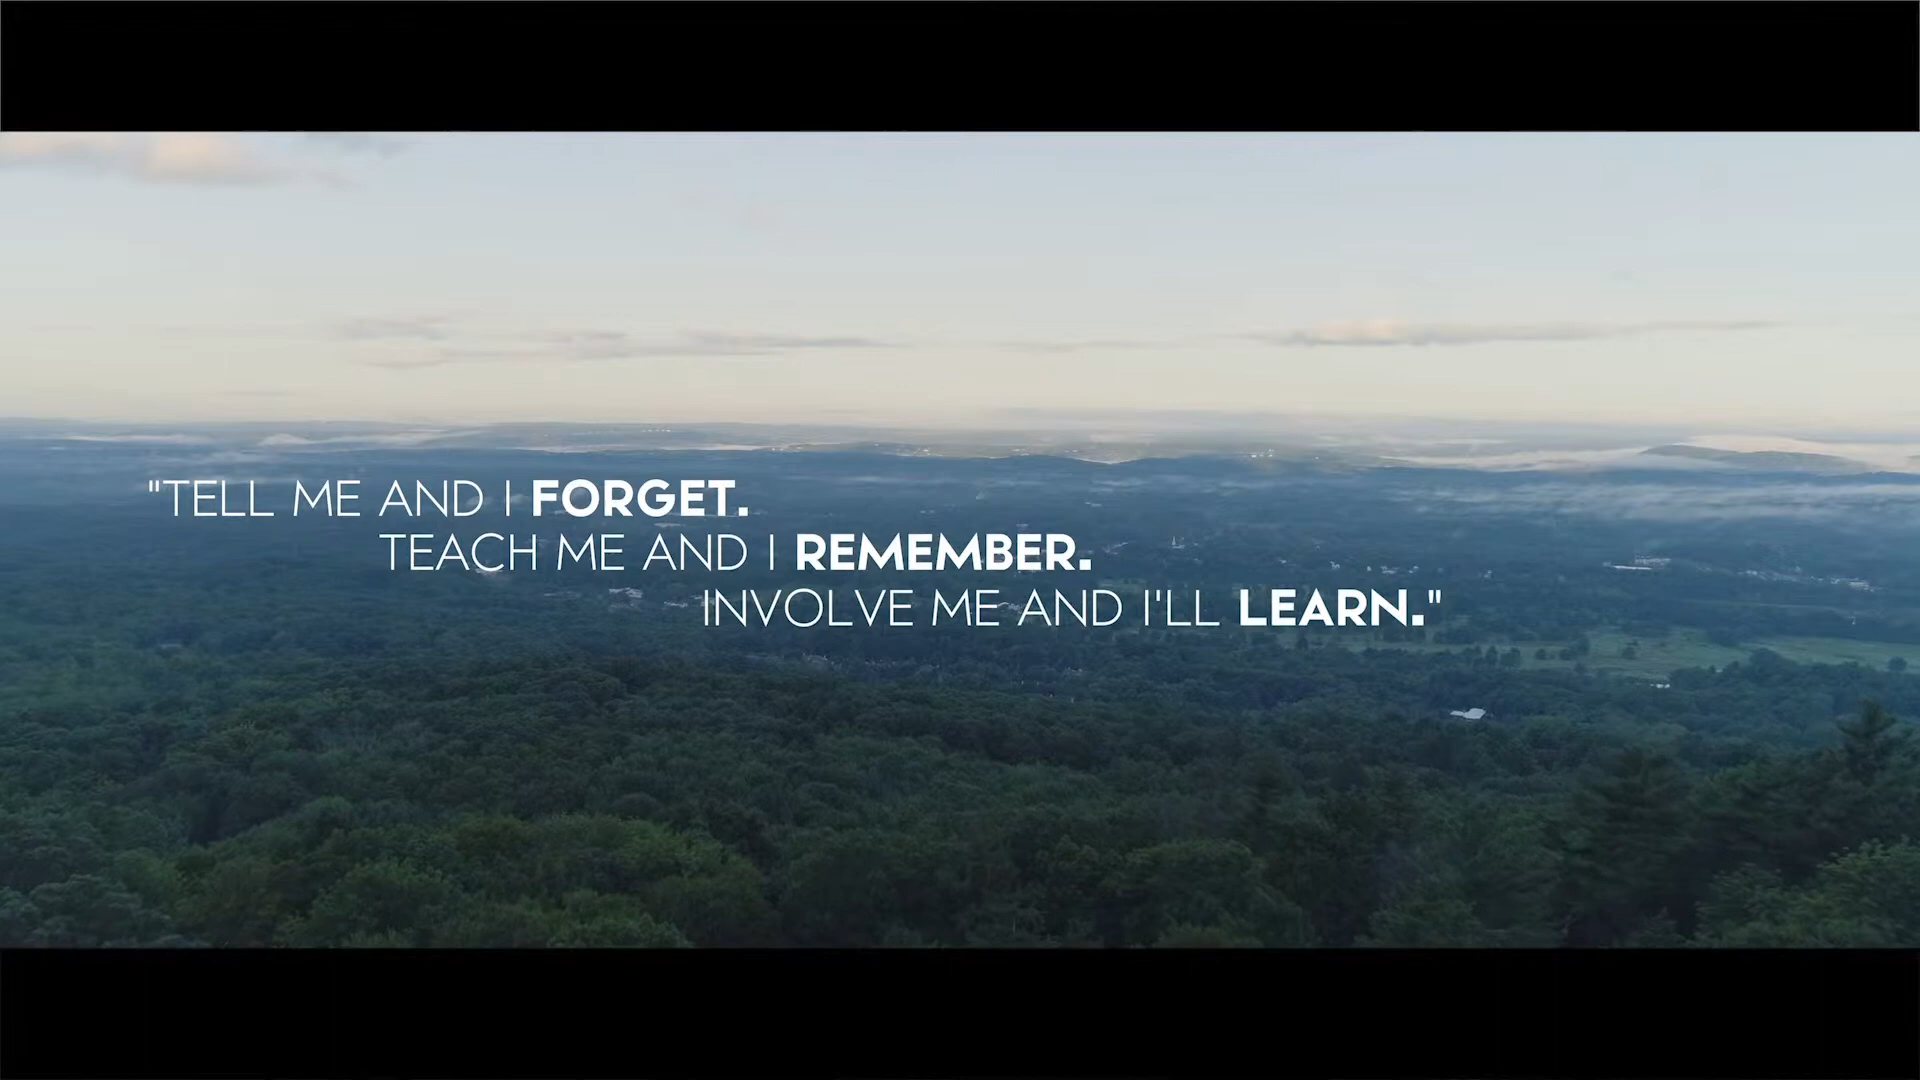 "TELL ME AND I FORGET.
TEACH ME AND I REMEMBER.
INVOLVE ME AND I'LL LEARN."